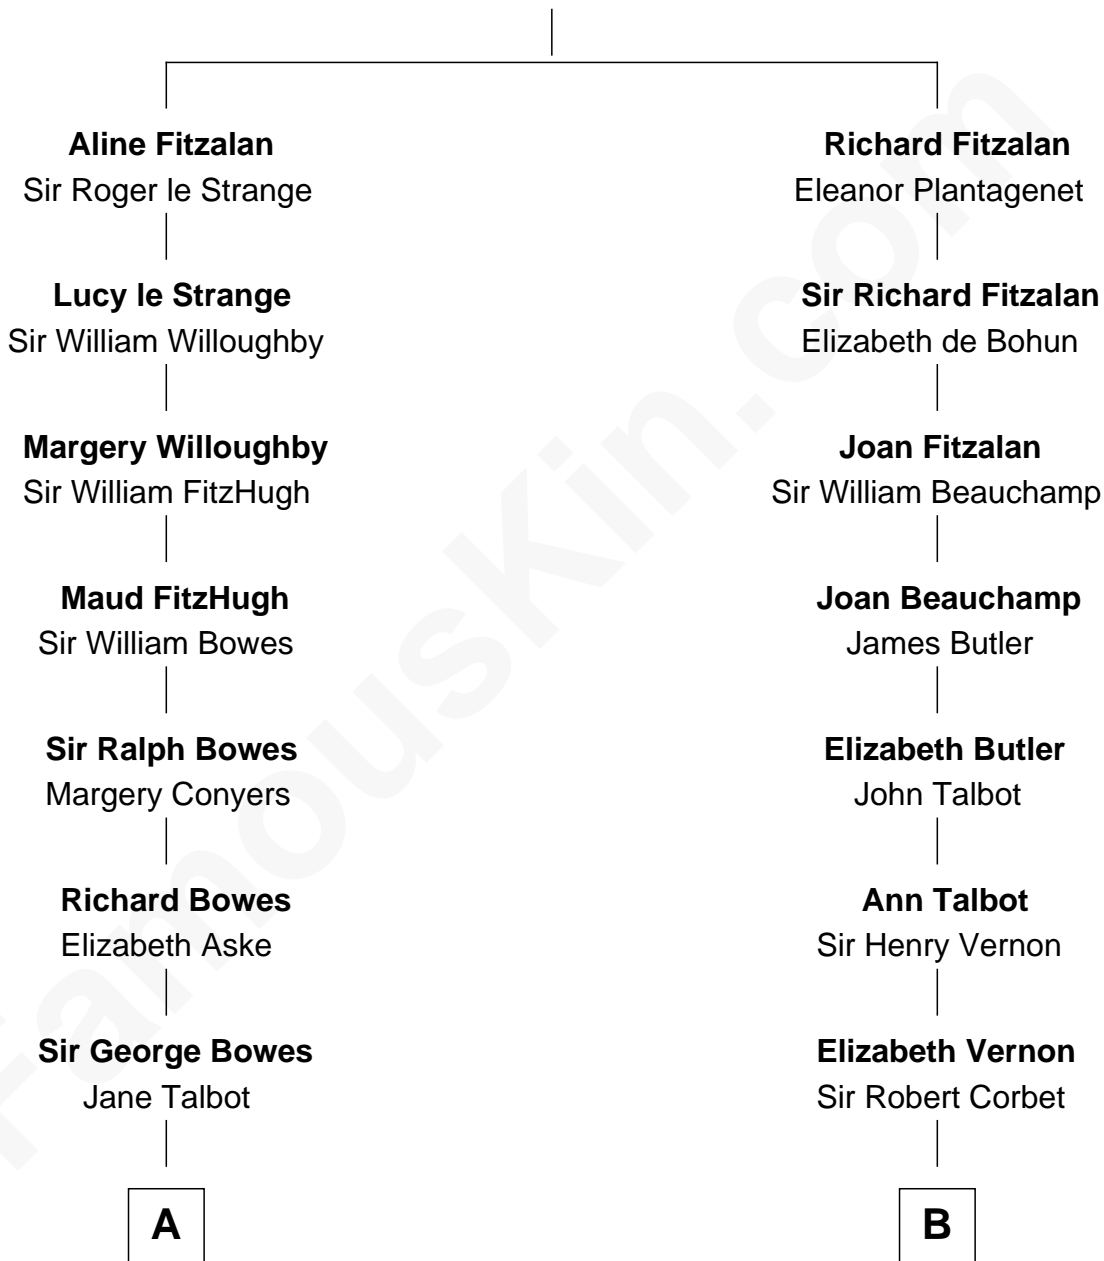 Aline Fitzalan
Sir Roger le Strange
Lucy le Strange
Sir William Willoughby
Margery Willoughby
Sir William FitzHugh
Maud FitzHugh
Sir William Bowes
Sir Ralph Bowes
Margery Conyers
Richard Bowes
Elizabeth Aske
Sir George Bowes
Jane Talbot
A
Richard Fitzalan
Eleanor Plantagenet
Sir Richard Fitzalan
Elizabeth de Bohun
Joan Fitzalan
Sir William Beauchamp
Joan Beauchamp
James Butler
Elizabeth Butler
John Talbot
Ann Talbot
Sir Henry Vernon
Elizabeth Vernon
Sir Robert Corbet
B
FamousKin.com